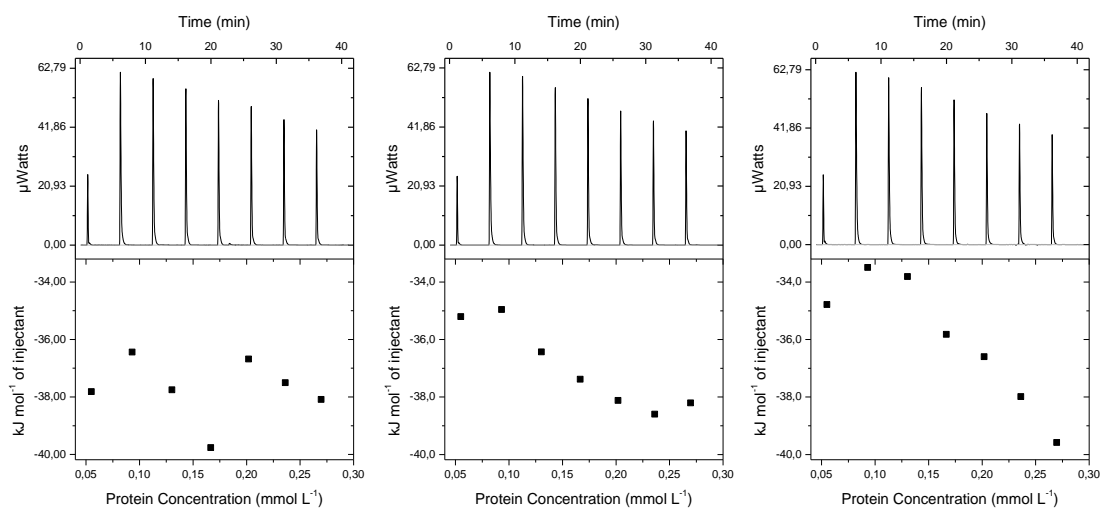 Time (min)
0 10 20 30 40
62,79
41,86
20,93
0,00
µWatts
-34,00
-36,00
-38,00
-40,00
kJ mol⁻¹ of injectant
0,05 0,10 0,15 0,20 0,25 0,30
Protein Concentration (mmol L⁻¹)
Time (min)
0 10 20 30 40
62,79
41,86
20,93
0,00
µWatts
-34,0
-36,0
-38,0
-40,0
kJ mol⁻¹ of injectant
0,05 0,10 0,15 0,20 0,25 0,30
Protein Concentration (mmol L⁻¹)
Time (min)
0 10 20 30 40
62,79
41,86
20,93
0,00
µWatts
-34,0
-36,0
-38,0
-40,0
kJ mol⁻¹ of injectant
0,05 0,10 0,15 0,20 0,25 0,30
Protein Concentration (mmol L⁻¹)